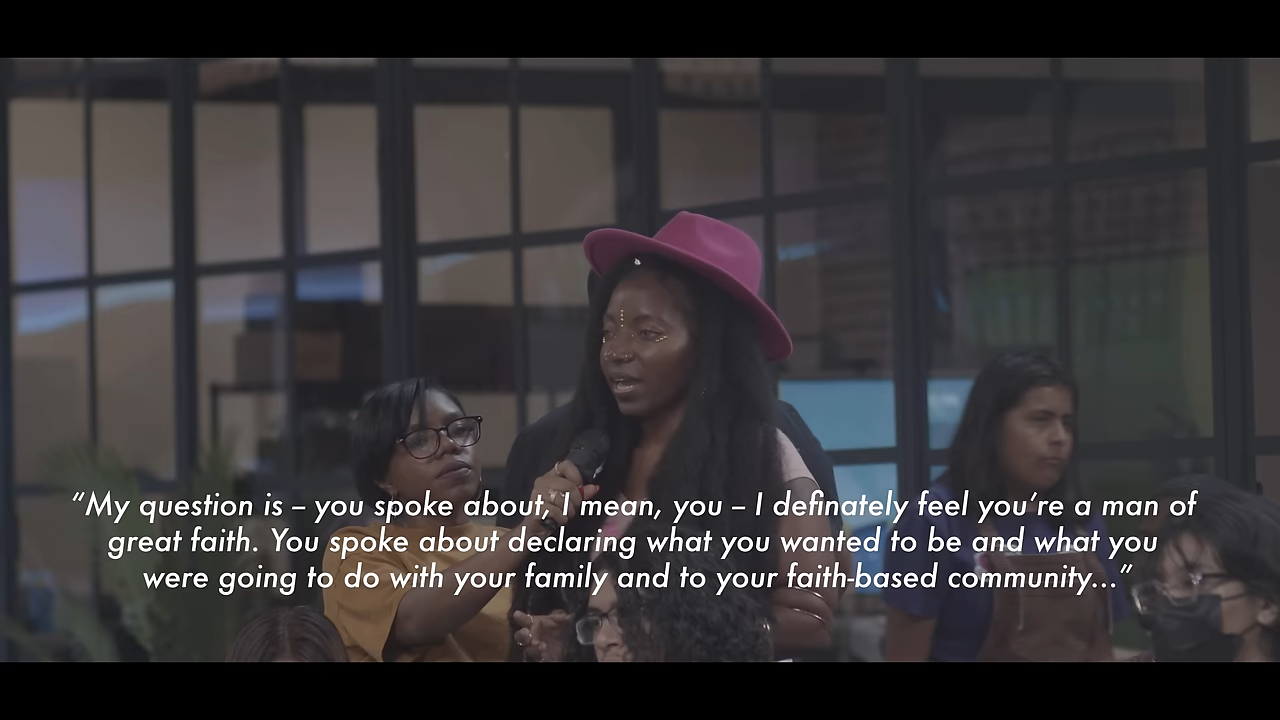 “My question is – you spoke about, I mean, you – I definately feel you’re a man of
great faith. You spoke about declaring what you wanted to be and what you
were going to do with your family and to your faith-based community...”